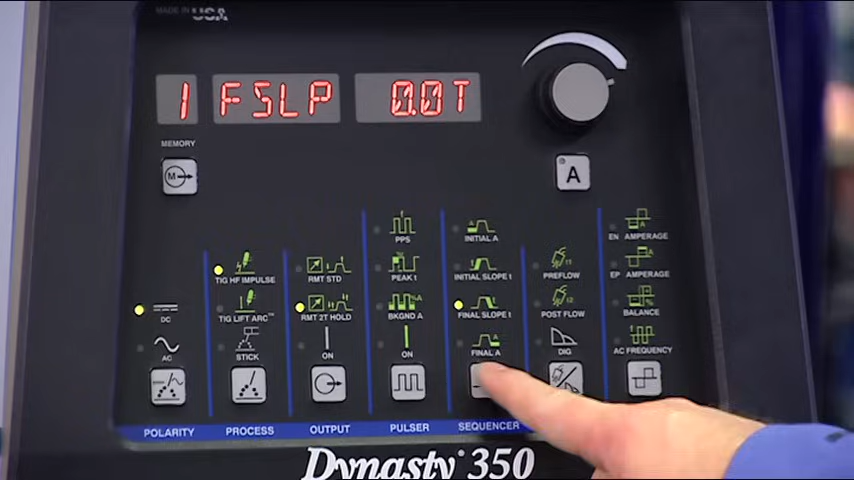 MADE IN USA
1 FSLP 0.0T
MEMORY
M
A
A
PPS
INITIAL A
EN AMPERAGE
TIG HF IMPULSE
RMT STD
PEAK t
INITIAL SLOPE t
PREFLOW
EP AMPERAGE
DC
TIG LIFT ARC™
RMT 2T HOLD
BKGND A
FINAL SLOPE t
POST FLOW
BALANCE
AC
STICK
ON
ON
FINAL A
DIG
AC FREQUENCY
POLARITY
PROCESS
OUTPUT
PULSER
SEQUENCER
Dynasty® 350